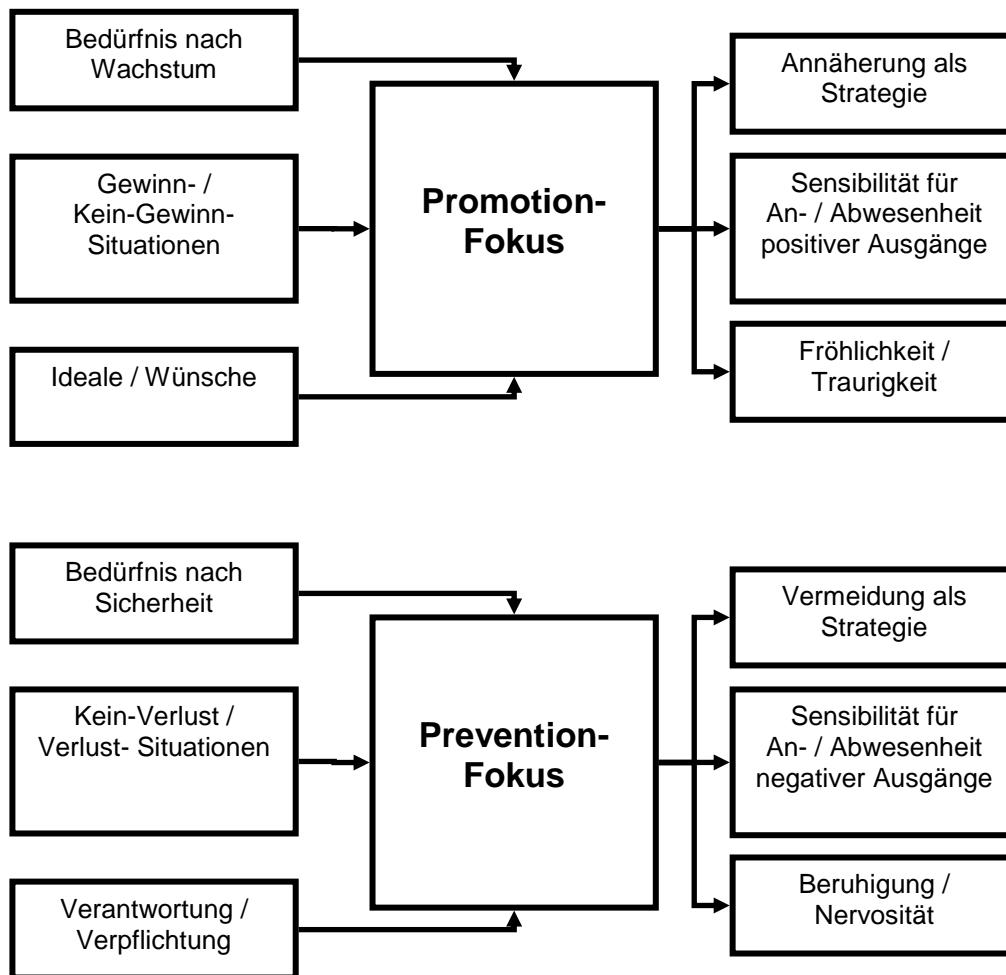 Bedürfnis nach
Wachstum
Gewinn- /
Kein-Gewinn-
Situationen
Ideale / Wünsche
Promotion-
Fokus
Annäherung als
Strategie
Sensibilität für
An- / Abwesenheit
positiver Ausgänge
Fröhlichkeit /
Traurigkeit
Bedürfnis nach
Sicherheit
Kein-Verlust /
Verlust- Situationen
Verantwortung /
Verpflichtung
Prevention-
Fokus
Vermeidung als
Strategie
Sensibilität für
An- / Abwesenheit
negativer Ausgänge
Beruhigung /
Nervosität